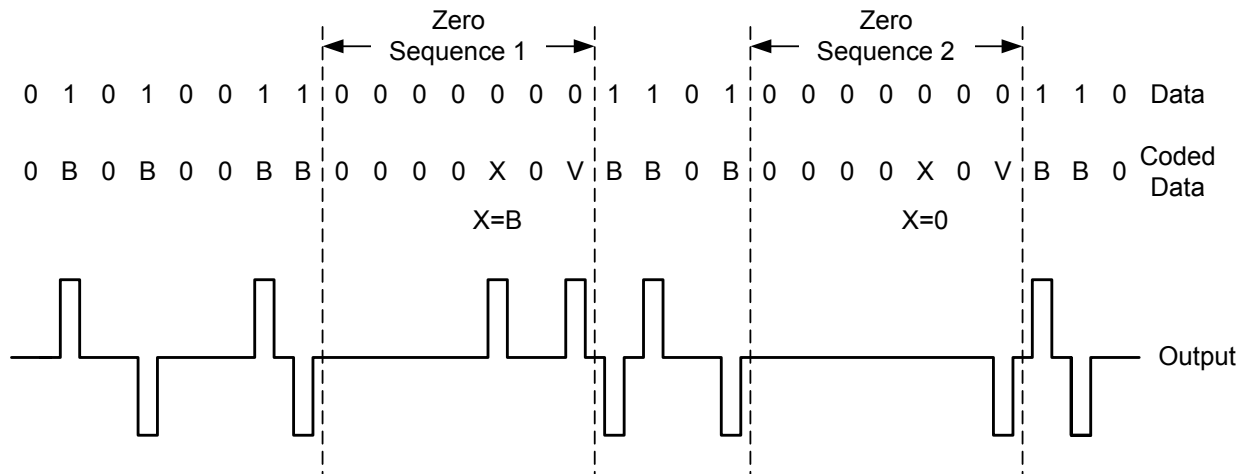 Zero
Sequence 1
Zero
Sequence 2
0 1 0 1 0 0 1 1 0 0 0 0 0 0 0 1 1 0 1 0 0 0 0 0 0 0 1 1 0 Data
0 B 0 B 0 0 B B 0 0 0 0 X 0 V B B 0 B 0 0 0 0 X 0 V B B 0 Coded
Data
X=B X=0
Output